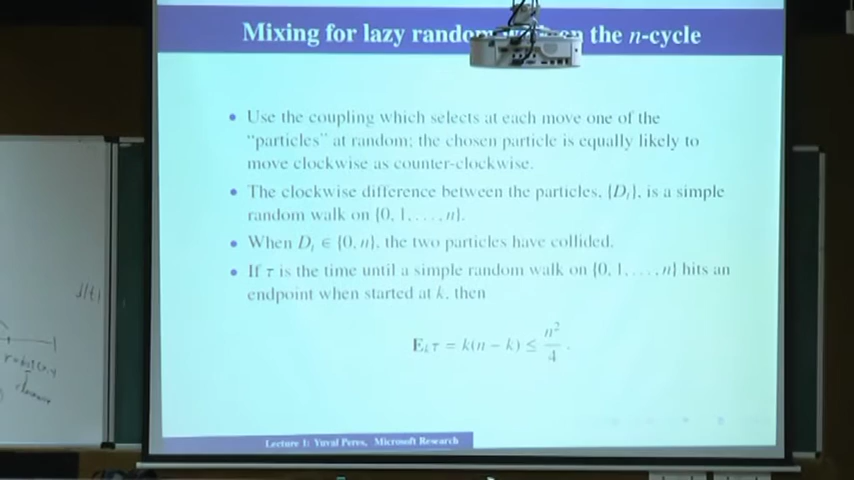 Mixing for lazy random on the n-cycle
• Use the coupling which selects at each move one of the
"particles" at random; the chosen particle is equally likely to
move clockwise as counter-clockwise.
• The clockwise difference between the particles, {Dₜ}, is a simple
random walk on {0, 1, . . . , n}.
• When Dₜ ∈ {0, n}, the two particles have collided.
• If τ is the time until a simple random walk on {0, 1, . . . , n} hits an
endpoint when started at k, then
Eₖτ = k(n − k) ≤ n²/4 .
Lecture 1: Yuval Peres, Microsoft Research